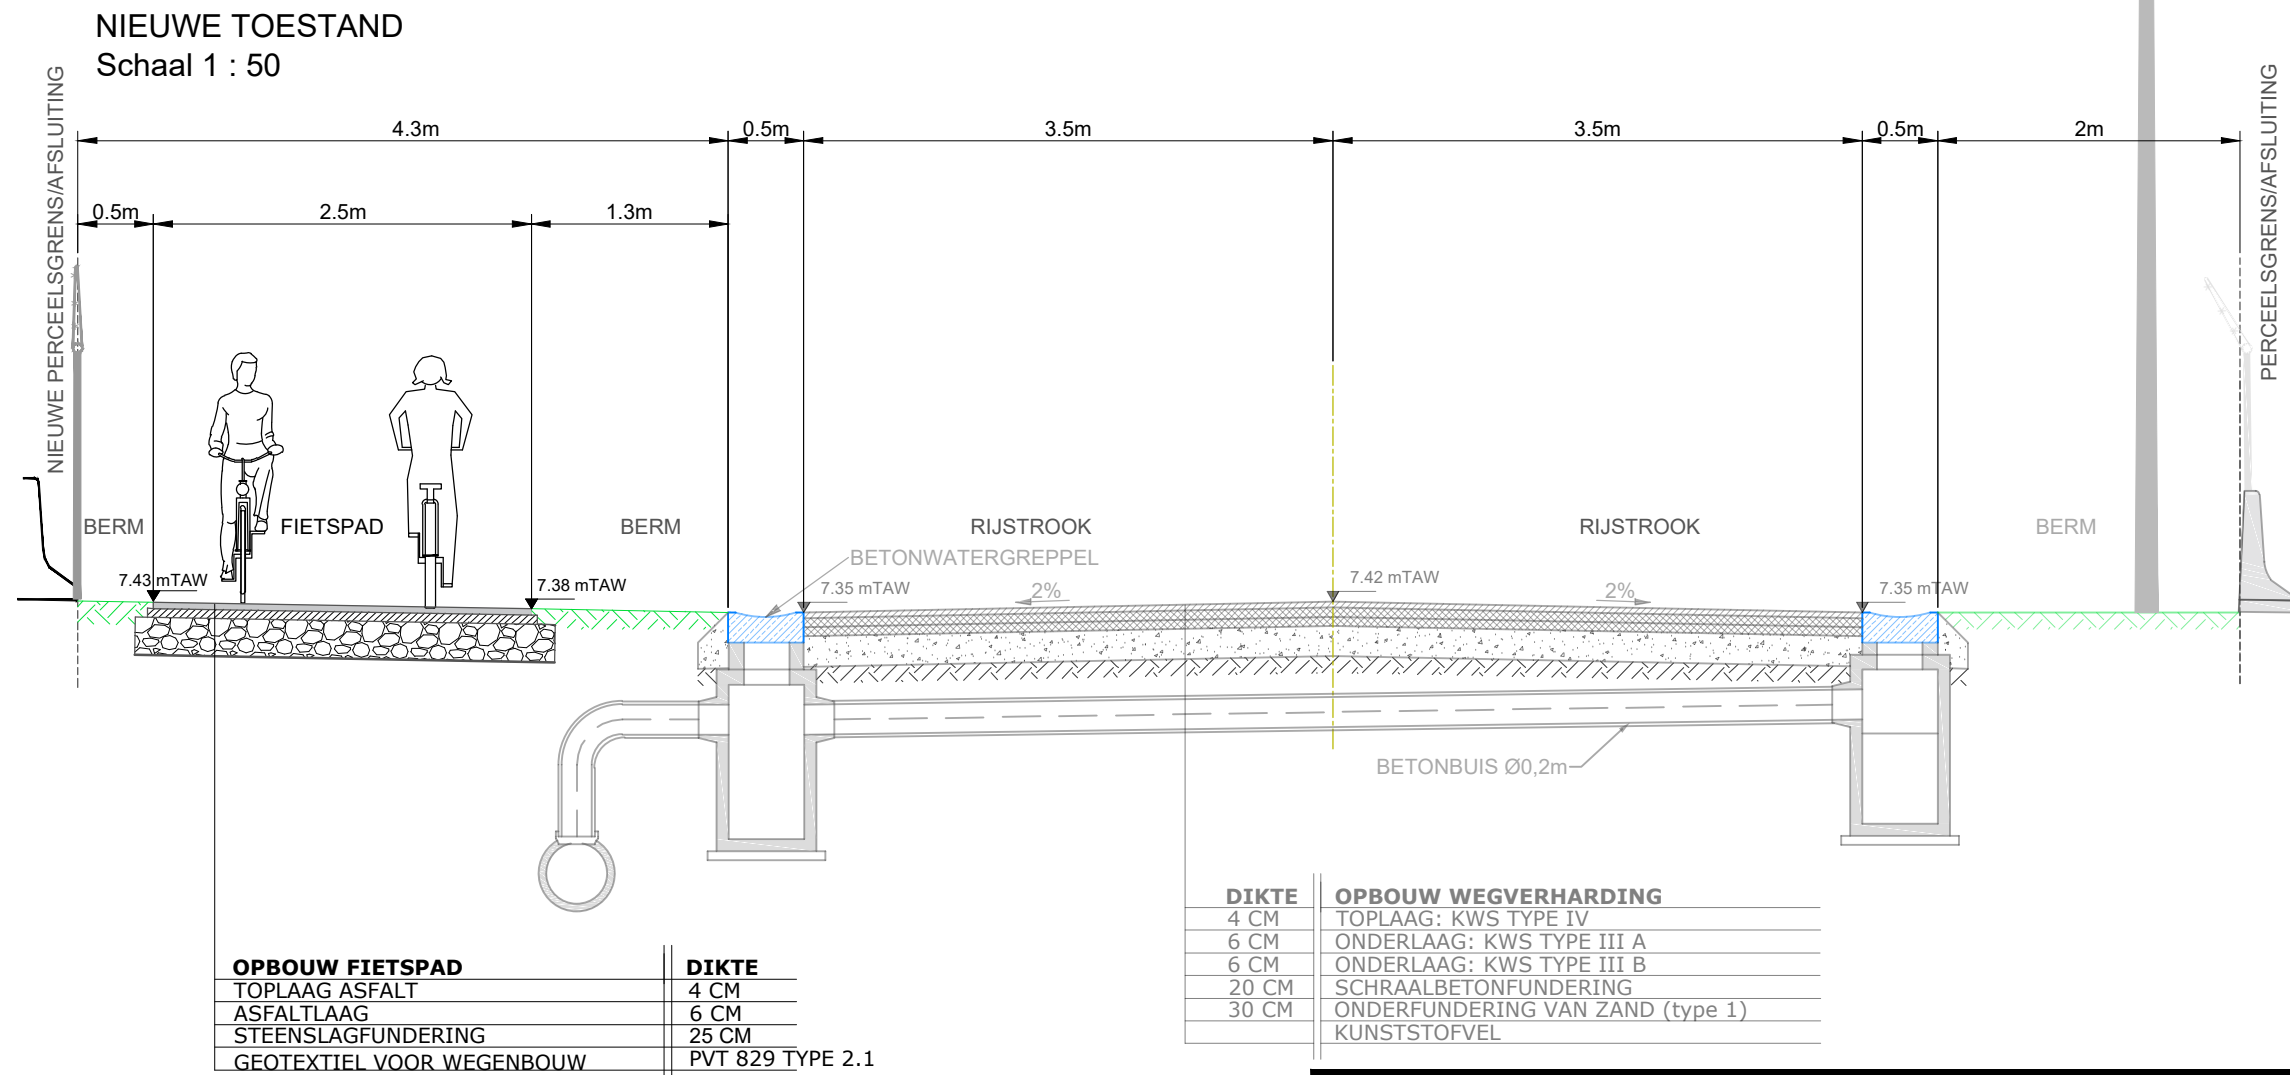 NIEUWE TOESTAND
Schaal 1 : 50
NIEUWE PERCEELSGRENS/AFSLUITING
PERCEELSGRENS/AFSLUITING
4.3m
0.5m
3.5m
3.5m
0.5m
2m
0.5m
2.5m
1.3m
BERM
FIETSPAD
BERM
RIJSTROOK
RIJSTROOK
BERM
BETONWATERGREPPEL
7.43 mTAW
7.38 mTAW
7.35 mTAW
2%
7.42 mTAW
2%
7.35 mTAW
BETONBUIS Ø0,2m
DIKTE OPBOUW WEGVERHARDING
4 CM TOPLAAG: KWS TYPE IV
6 CM ONDERLAAG: KWS TYPE III A
6 CM ONDERLAAG: KWS TYPE III B
20 CM SCHRAALBETONFUNDERING
30 CM ONDERFUNDERING VAN ZAND (type 1)
KUNSTSTOFVEL
OPBOUW FIETSPAD DIKTE
TOPLAAG ASFALT 4 CM
ASFALTLAAG 6 CM
STEENSLAGFUNDERING 25 CM
GEOTEXTIEL VOOR WEGENBOUW PVT 829 TYPE 2.1